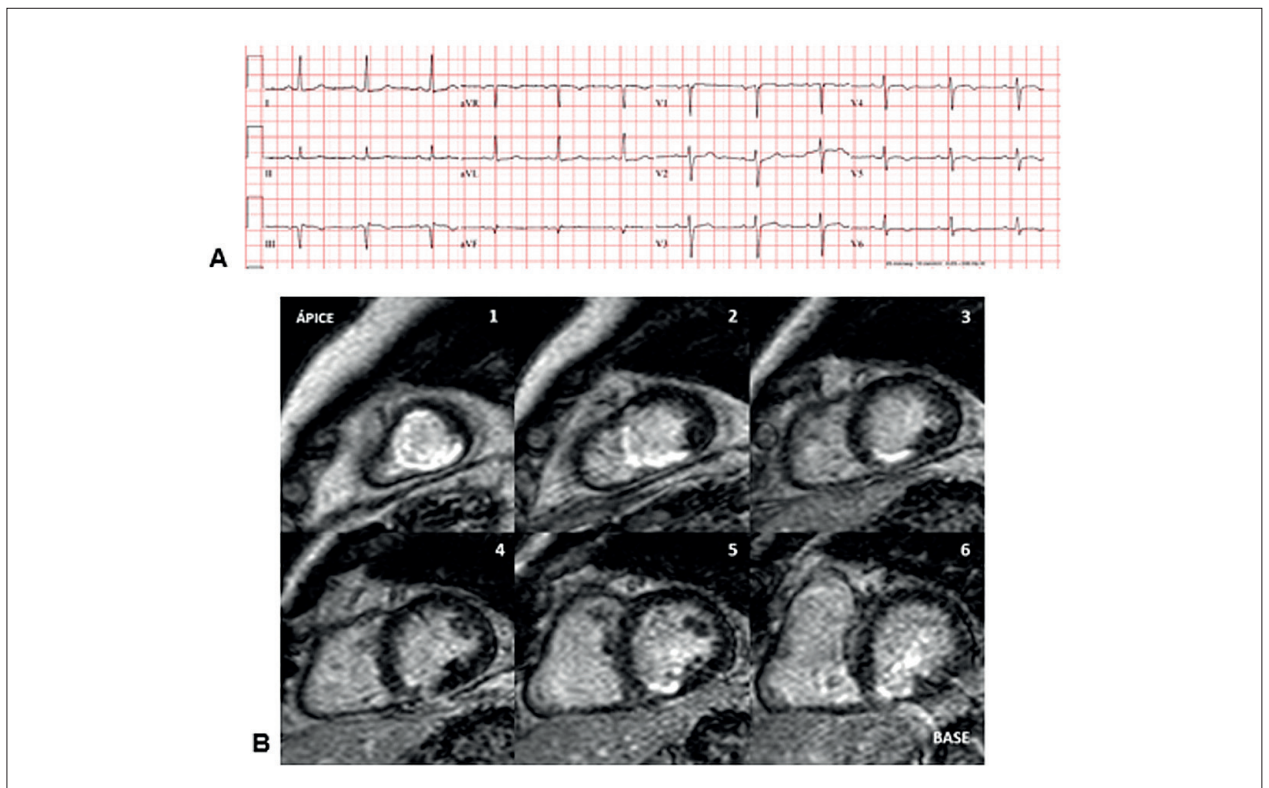 I aVR V1 V4
II aVL V2 V5
III aVF V3 V6
A
ÁPICE 1 2 3
4 5 6
BASE
B